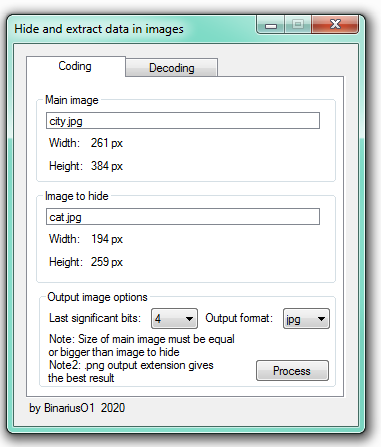 Hide and extract data in images
Coding
Decoding
Main image
city.jpg
Width: 261 px
Height: 384 px
Image to hide
cat.jpg
Width: 194 px
Height: 259 px
Output image options
Last significant bits: 4 Output format: jpg
Note: Size of main image must be equal
or bigger than image to hide
Note2: .png output extension gives
the best result
Process
by BinariusO1 2020